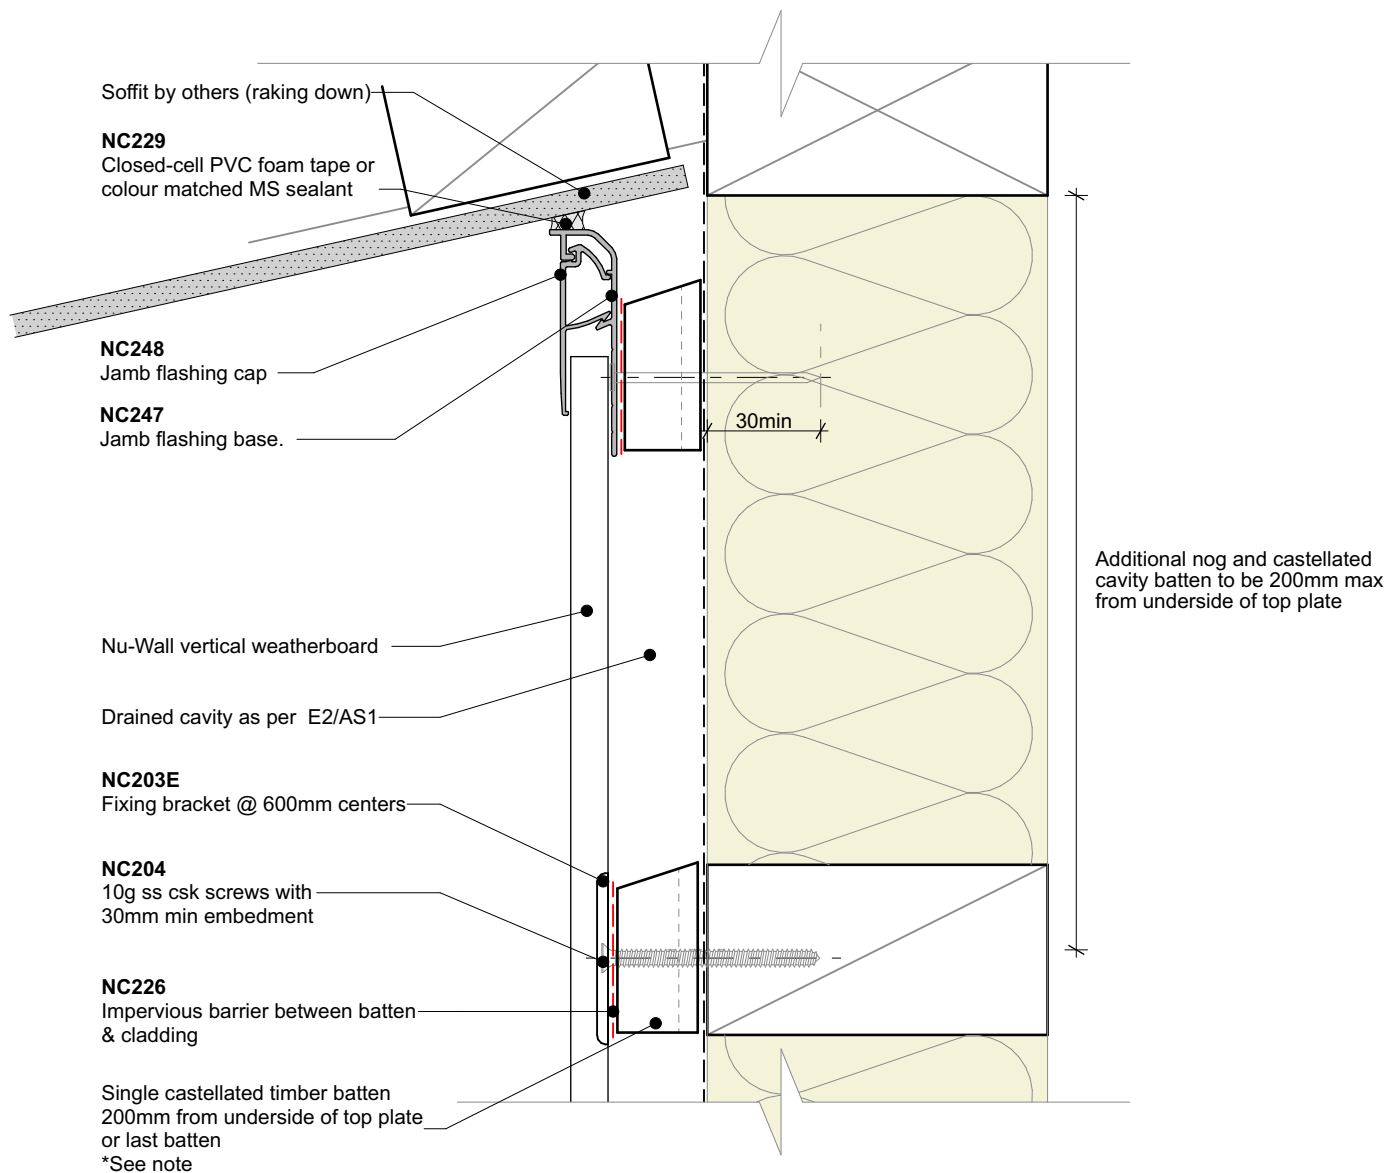 Soffit by others (raking down)
NC229
Closed-cell PVC foam tape or
colour matched MS sealant
NC248
Jamb flashing cap
NC247
Jamb flashing base.
30min
Additional nog and castellated
cavity batten to be 200mm max
from underside of top plate
Nu-Wall vertical weatherboard
Drained cavity as per E2/AS1
NC203E
Fixing bracket @ 600mm centers
NC204
10g ss csk screws with
30mm min embedment
NC226
Impervious barrier between batten
& cladding
Single castellated timber batten
200mm from underside of top plate
or last batten
*See note